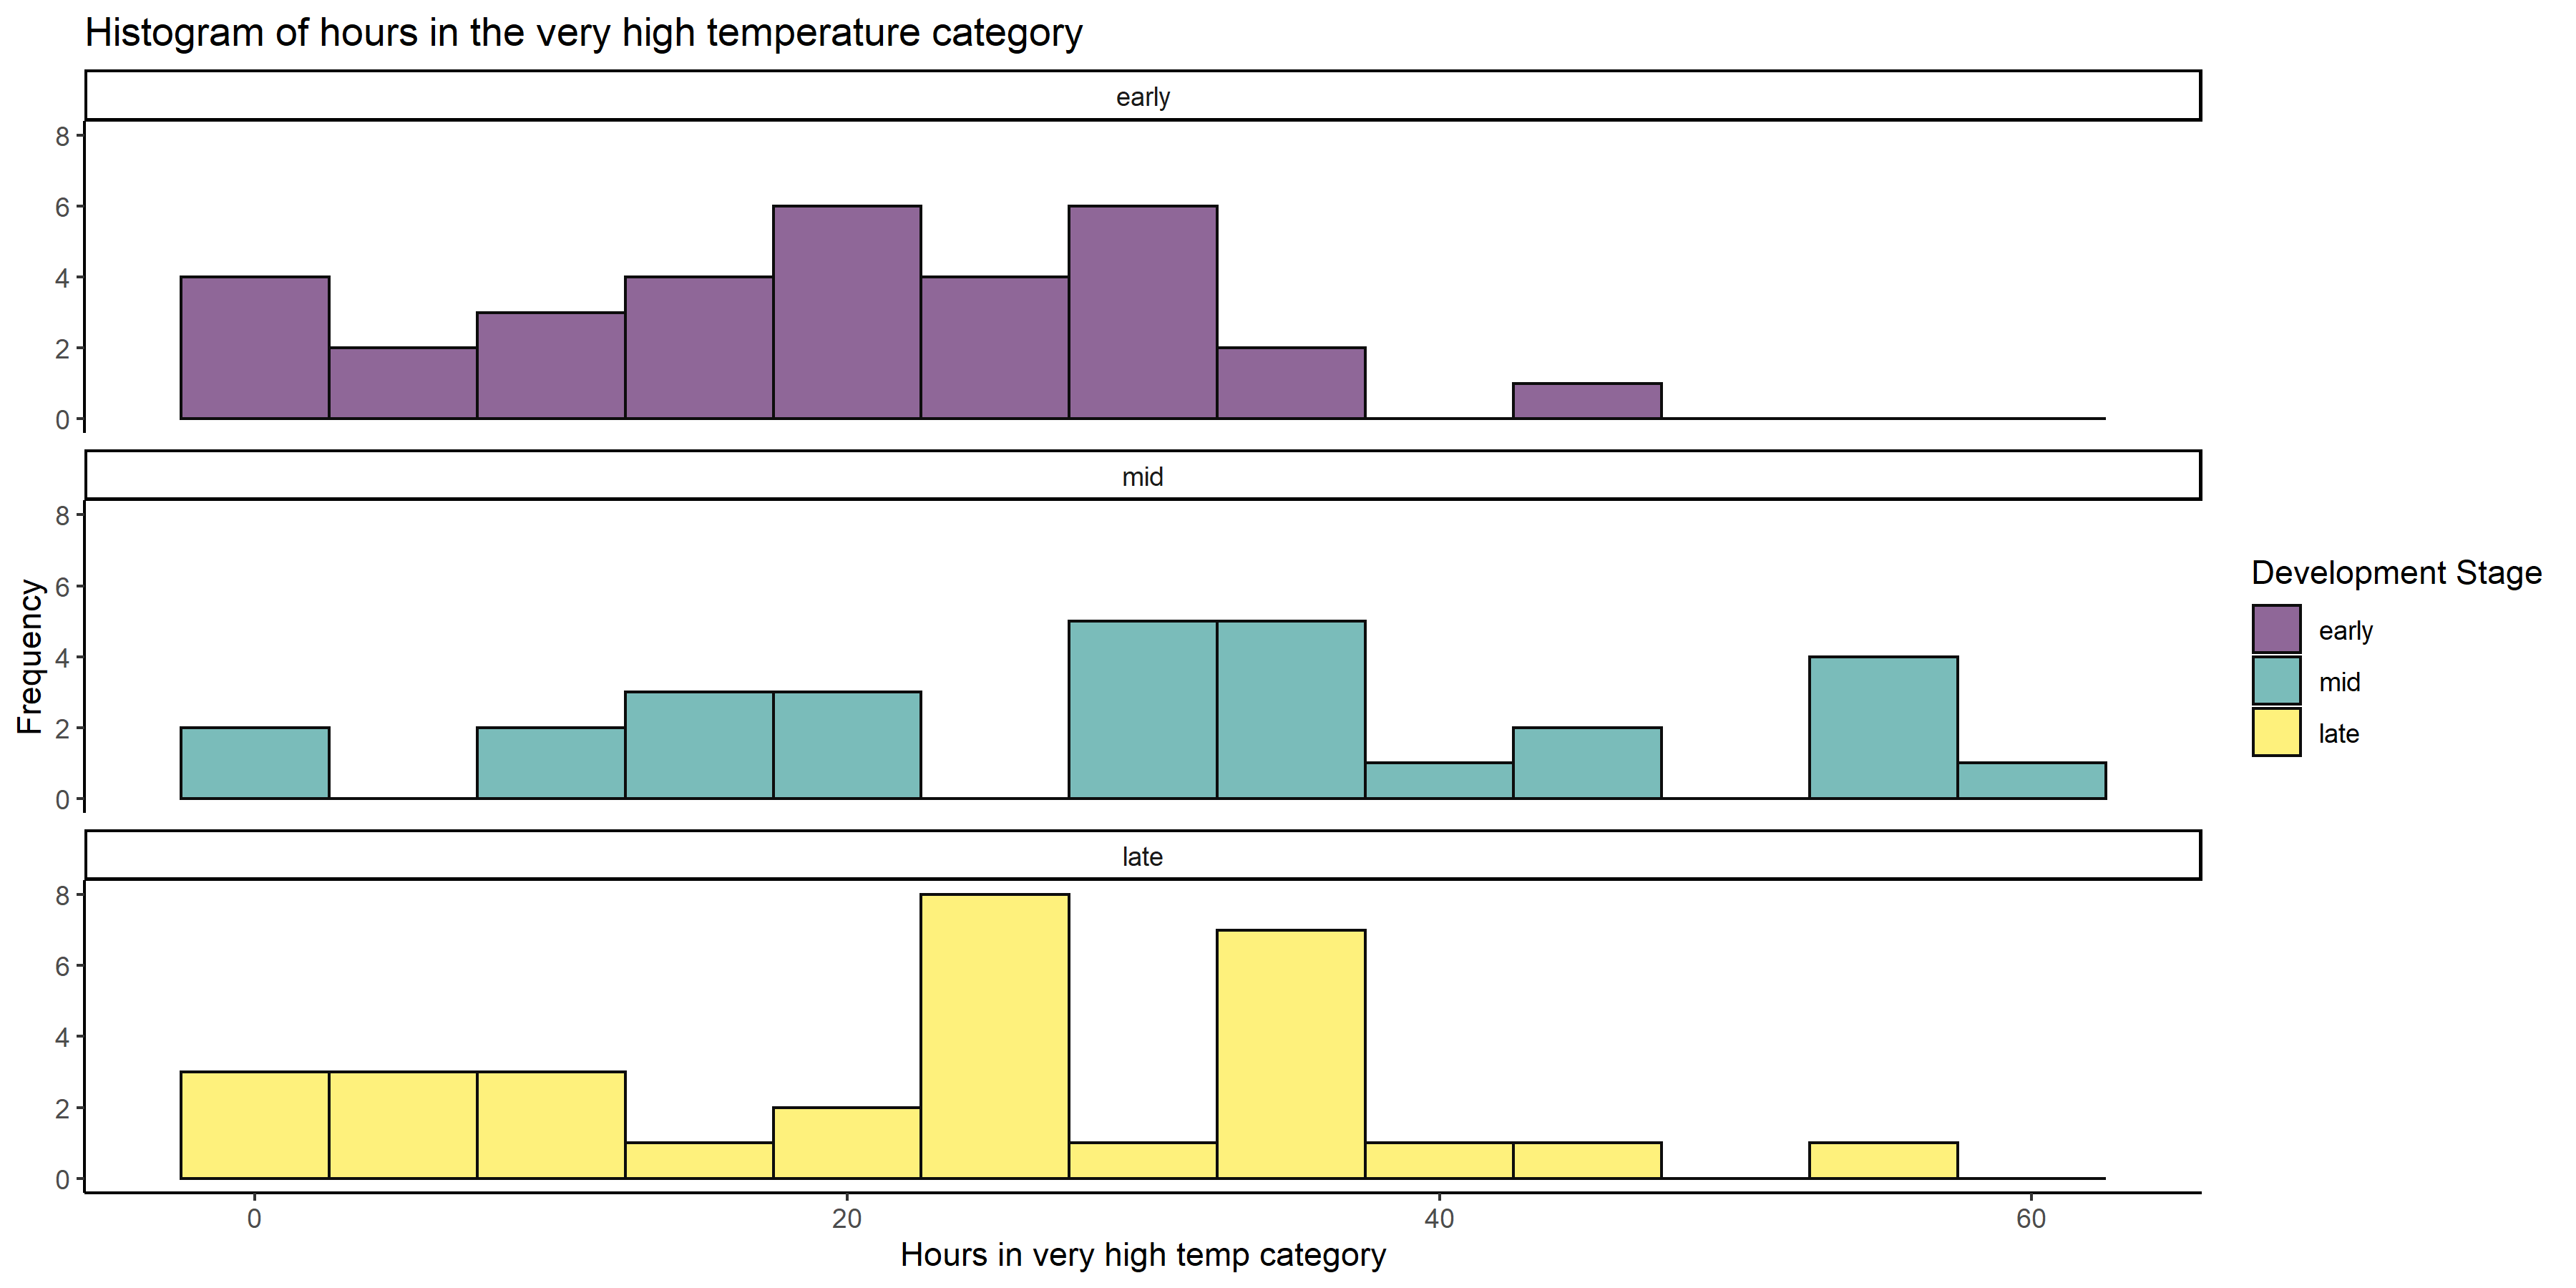 Histogram of hours in the very high temperature category
early
8
6
4
2
0
mid
8
6
4
2
0
late
8
6
4
2
0
0 20 40 60
Hours in very high temp category
Frequency
Development Stage
early
mid
late